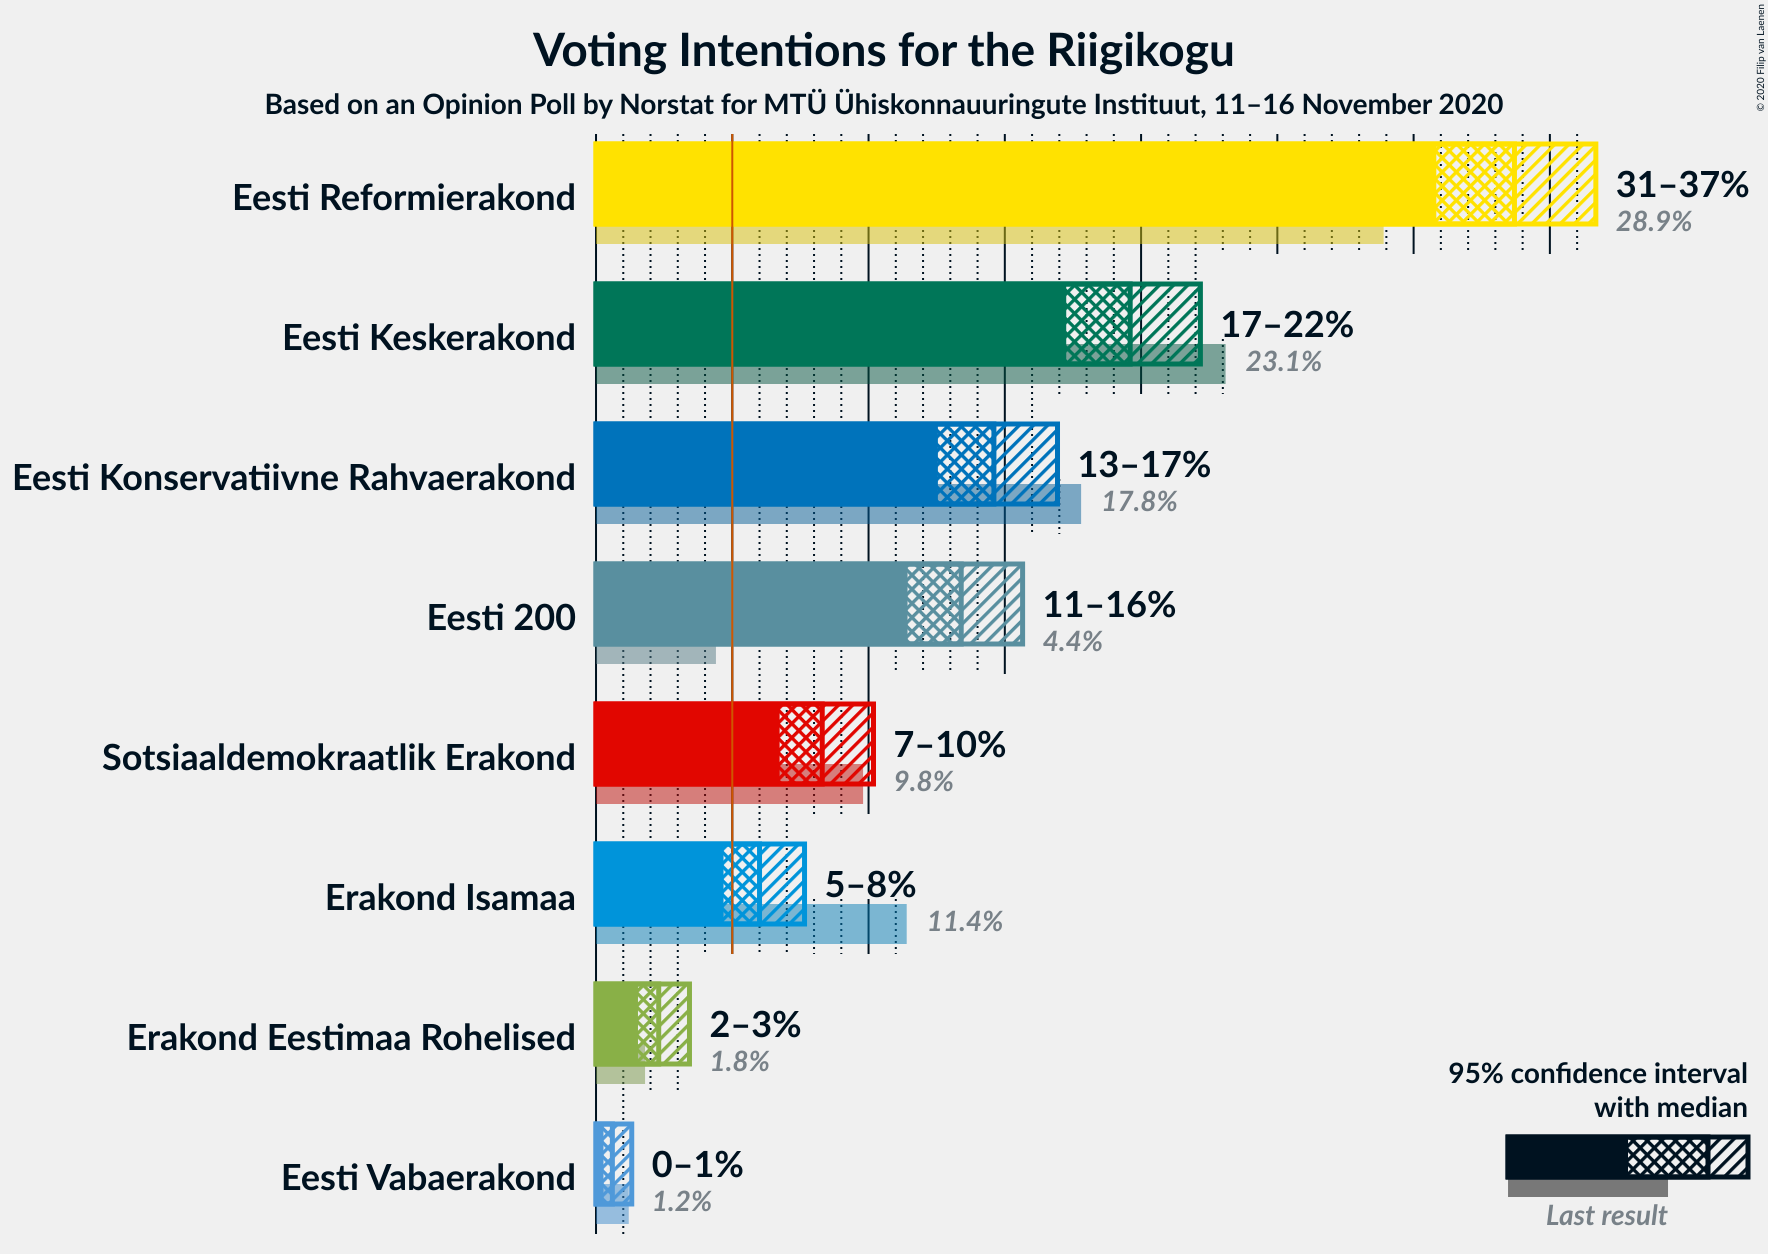 © 2020 Filip van Laenen
Voting Intentions for the Riigikogu
Based on an Opinion Poll by Norstat for MTÜ Ühiskonnauuringute Instituut, 11–16 November 2020
Eesti Reformierakond
31–37%
28.9%
Eesti Keskerakond
17–22%
23.1%
Eesti Konservatiivne Rahvaerakond
13–17%
17.8%
Eesti 200
11–16%
4.4%
Sotsiaaldemokraatlik Erakond
7–10%
9.8%
Erakond Isamaa
5–8%
11.4%
Erakond Eestimaa Rohelised
2–3%
1.8%
Eesti Vabaerakond
0–1%
1.2%
95% confidence interval
with median
Last result